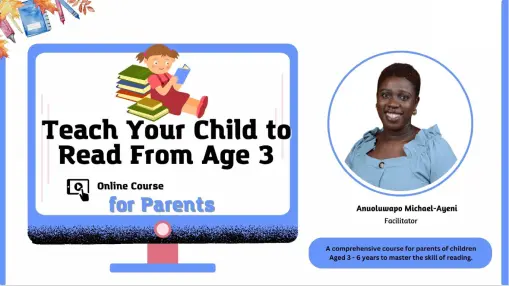 Teach Your Child to
Read From Age 3
Online Course
for Parents
Anuoluwapo Michael-Ayeni
Facilitator
A comprehensive course for parents of children
Aged 3 - 6 years to master the skill of reading.